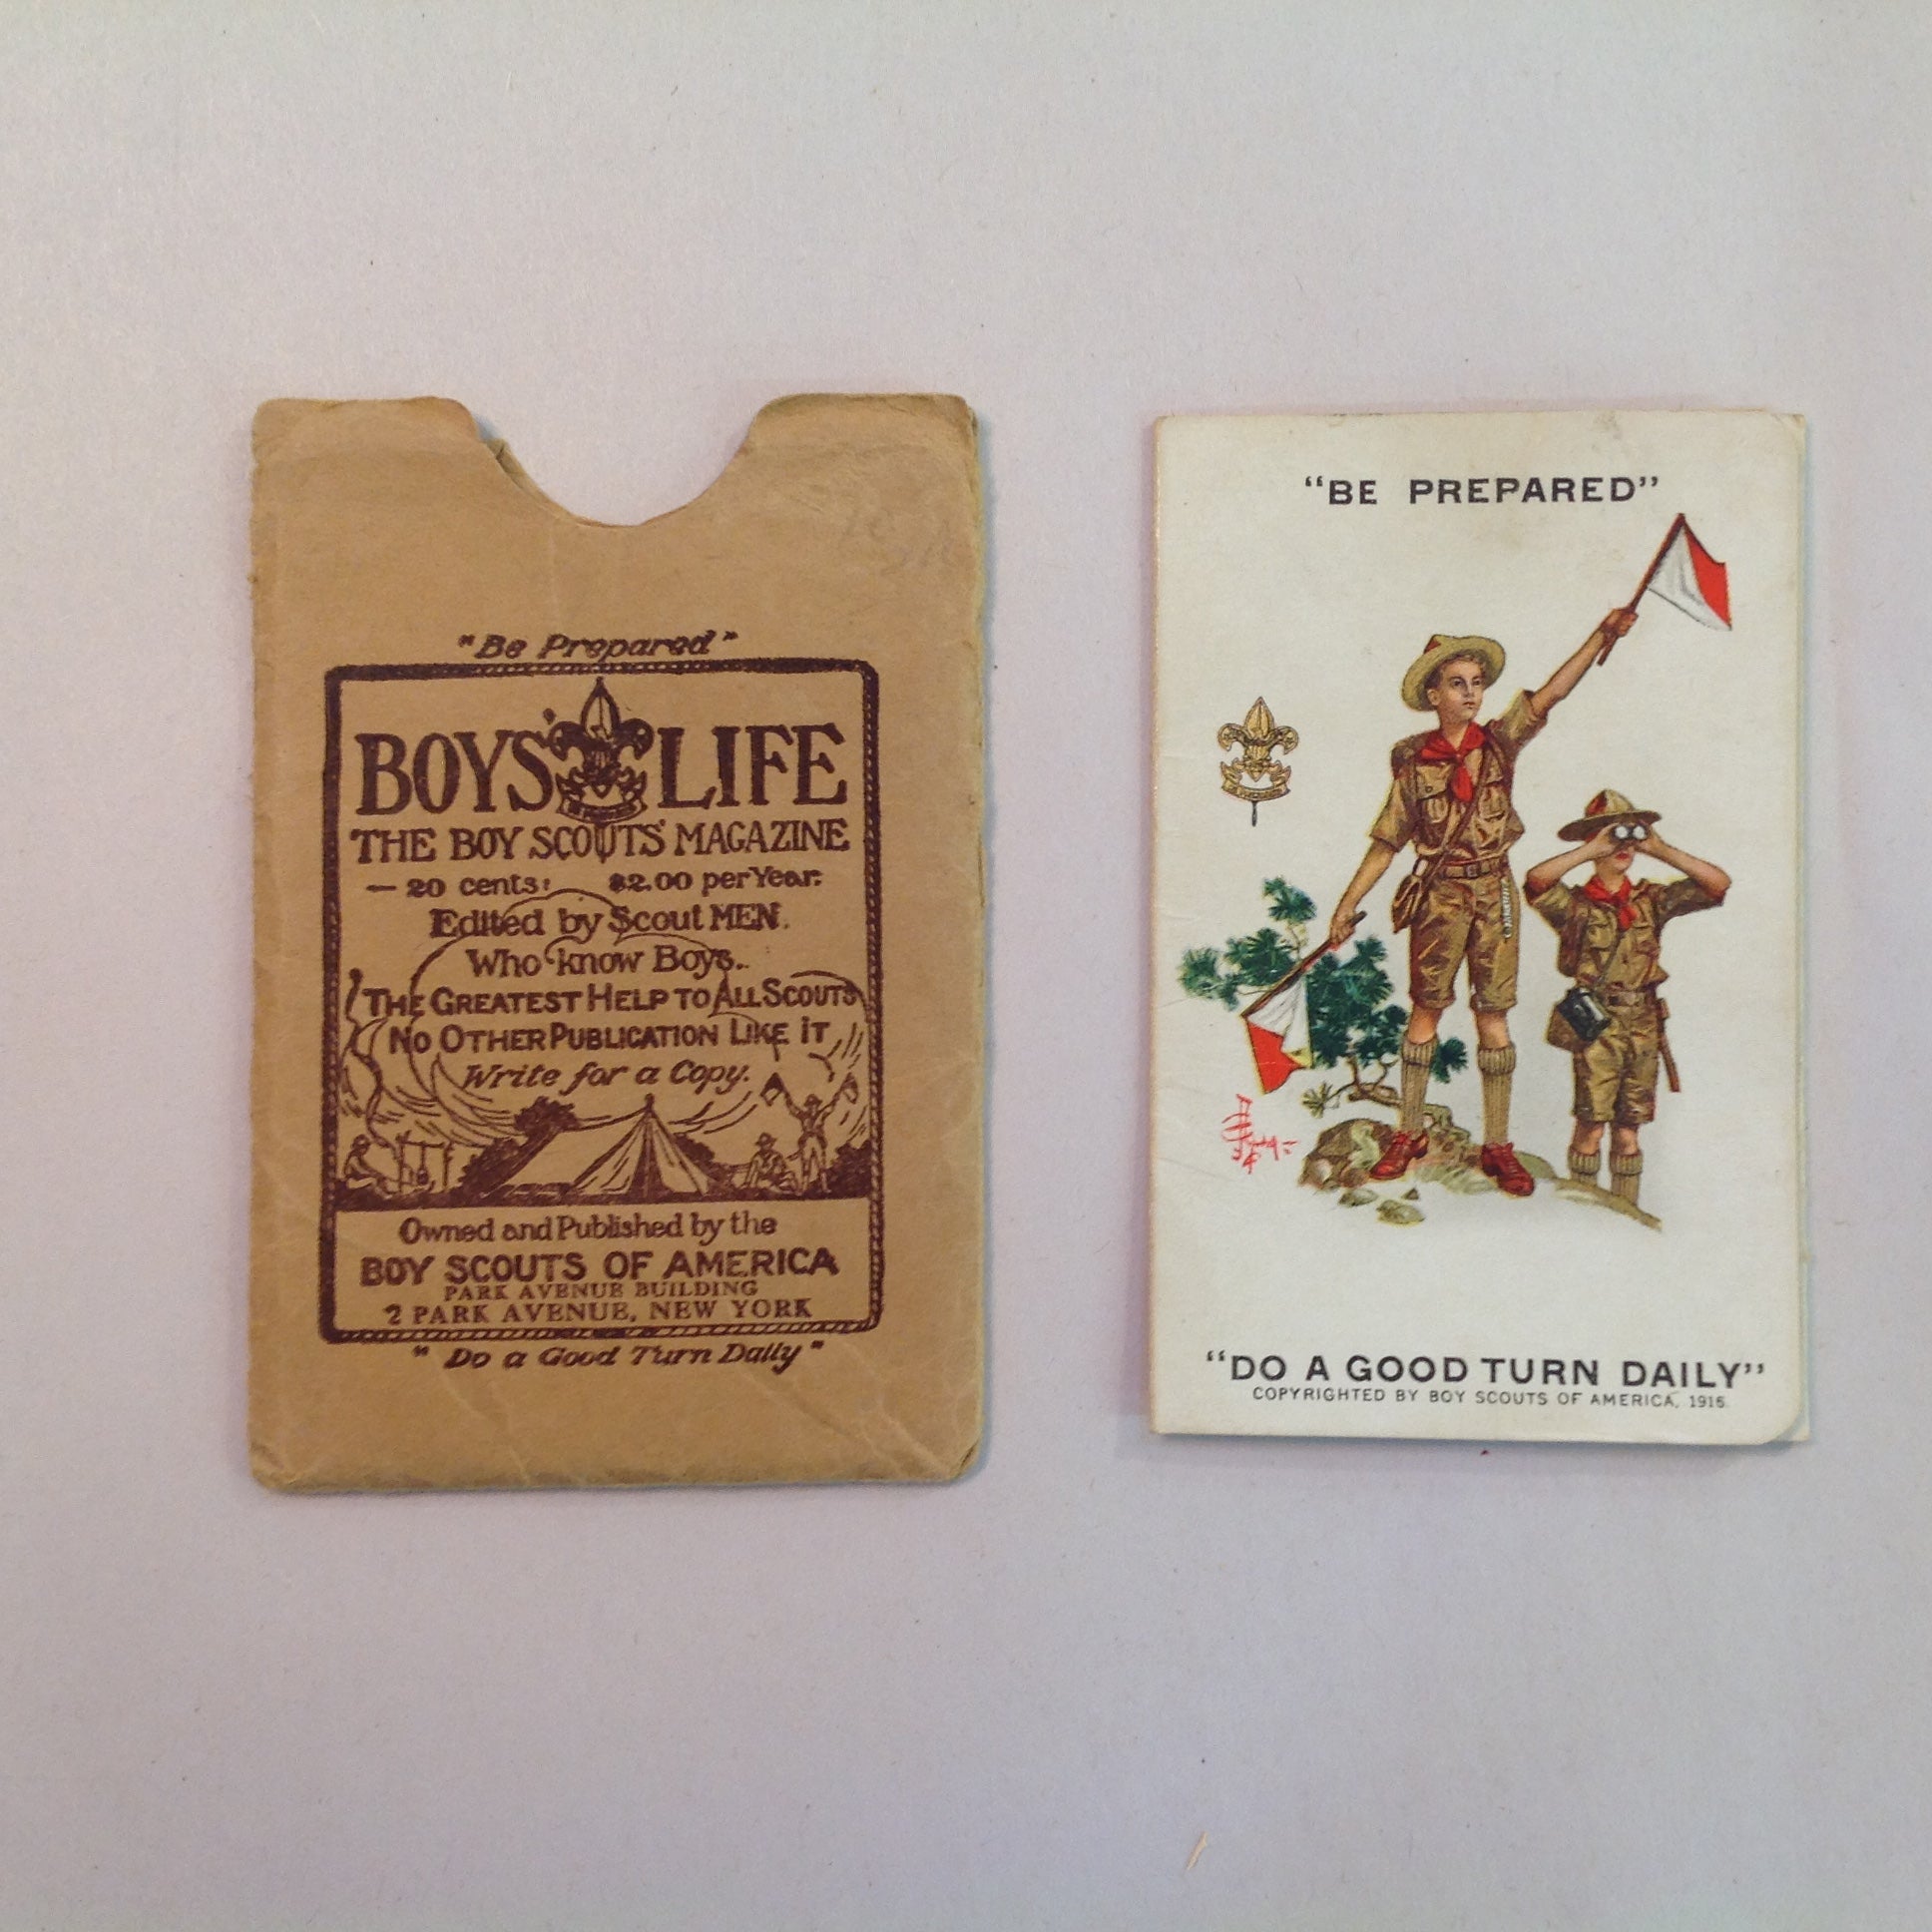 "Be Prepared"
BOYS' LIFE
THE BOY SCOUTS' MAGAZINE
— 20 cents: $2.00 per Year.
Edited by Scout MEN.
Who know Boys..
THE GREATEST HELP TO ALL SCOUTS
NO OTHER PUBLICATION LIKE iT
Write for a Copy.
Owned and Published by the
BOY SCOUTS OF AMERICA
PARK AVENUE BUILDING
2 PARK AVENUE, NEW YORK
"Do a Good Turn Daily"
"BE PREPARED"
"DO A GOOD TURN DAILY"
COPYRIGHTED BY BOY SCOUTS OF AMERICA,